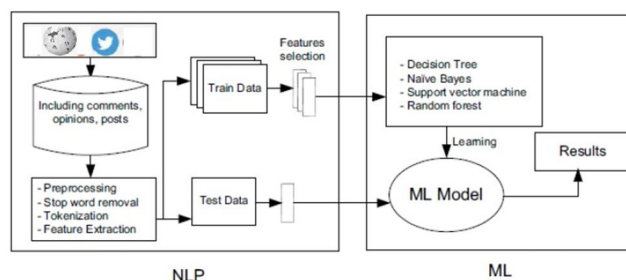 Including comments,
opinions, posts
- Preprocessing
- Stop word removal
- Tokenization
- Feature Extraction
Train Data
Features
selection
Test Data
NLP
- Decision Tree
- Naïve Bayes
- Support vector machine
- Random forest
Learning
ML Model
Results
ML